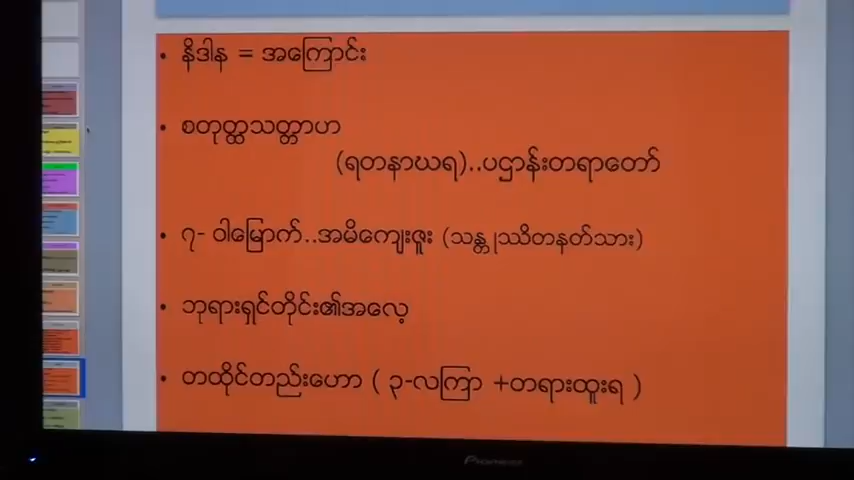 • နိဒါန = အကြောင်း
• စတုတ္ထသတ္တာဟ
(ရတနာဃရ)..ပဌာန်းတရာတော်
• ၇- ဝါမြောက်..အမိကျေးဇူး (သန္တုဿိတနတ်သား)
• ဘုရားရှင်တိုင်း၏အလေ့
• တထိုင်တည်းဟော ( ၃-လကြာ +တရားထူးရ )